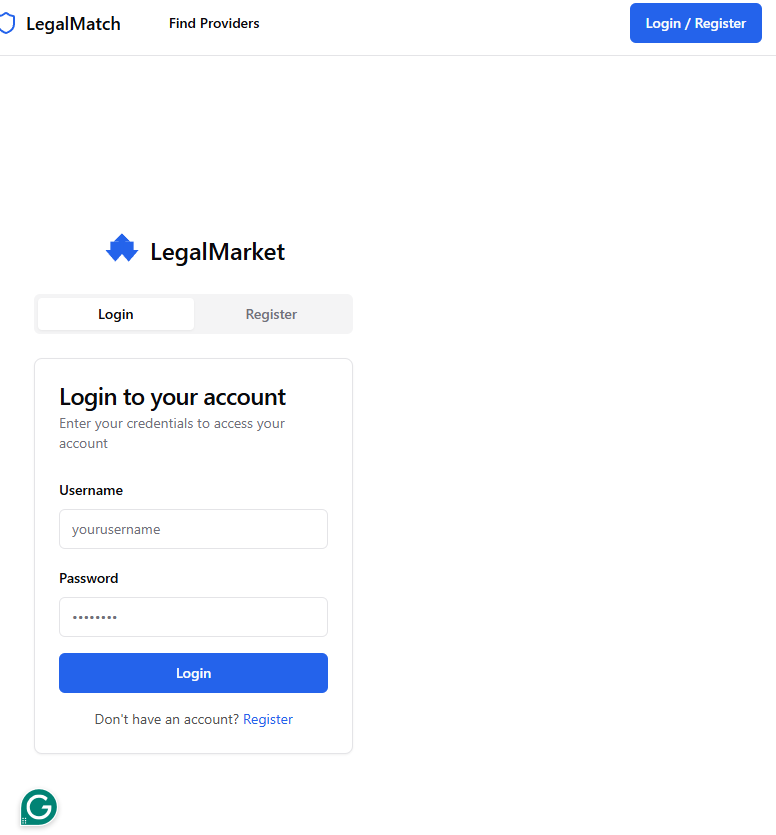 LegalMatch
Find Providers
Login / Register
LegalMarket
Login
Register
Login to your account
Enter your credentials to access your
account
Username
yourusername
Password
••••••••
Login
Don't have an account? Register